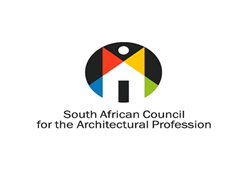 South African Council
for the Architectural Profession